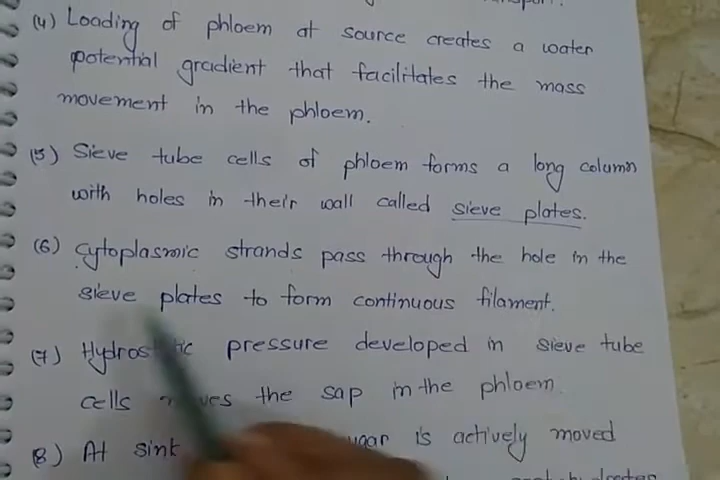 (4) Loading of phloem at source creates a water
potential gradient that facilitates the mass
movement in the phloem.
(5) Sieve tube cells of phloem forms a long column
with holes in their wall called sieve plates.
(6) Cytoplasmic strands pass through the hole in the
sieve plates to form continuous filament.
(7) pressure developed in sieve tube
cells the sap in the phloem.
(8) At sink is actively moved